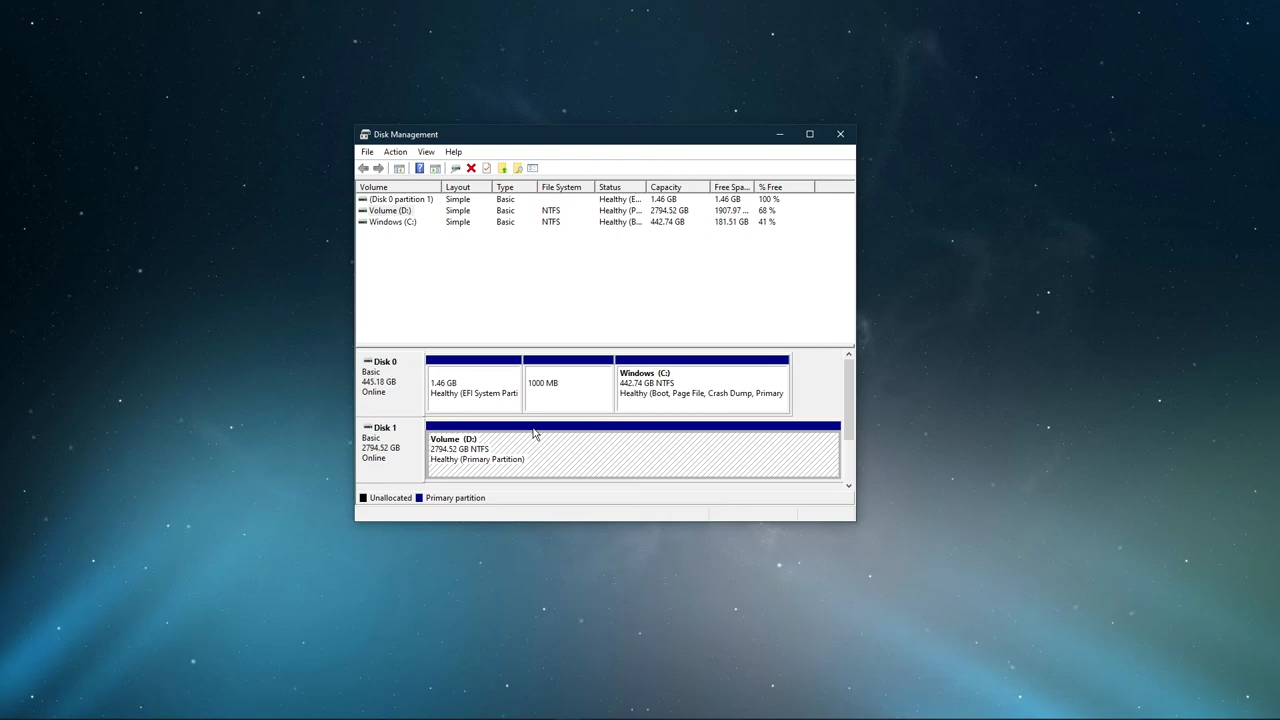 Disk Management
File Action View Help
Volume Layout Type File System Status Capacity Free Spa... % Free
(Disk 0 partition 1) Simple Basic Healthy (E... 1.46 GB 1.46 GB 100 %
Volume (D:) Simple Basic NTFS Healthy (P... 2794.52 GB 1907.97 ... 68 %
Windows (C:) Simple Basic NTFS Healthy (B... 442.74 GB 181.51 GB 41 %
Disk 0
Basic
445.18 GB
Online
1.46 GB
Healthy (EFI System Parti
1000 MB
Windows (C:)
442.74 GB NTFS
Healthy (Boot, Page File, Crash Dump, Primary
Disk 1
Basic
2794.52 GB
Online
Volume (D:)
2794.52 GB NTFS
Healthy (Primary Partition)
Unallocated Primary partition